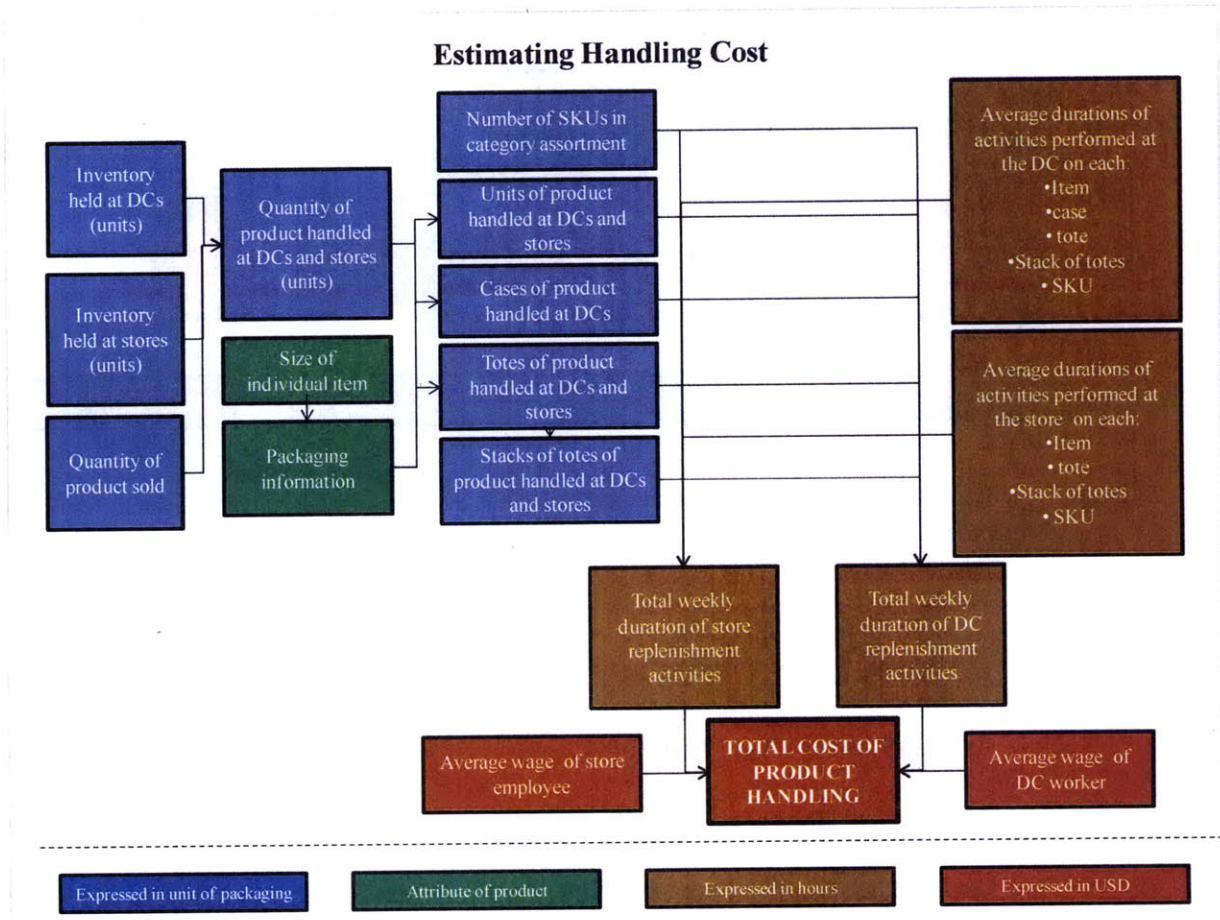 Estimating Handling Cost
Inventory
held at DCs
(units)
Inventory
held at stores
(units)
Quantity of
product sold
Quantity of
product handled
at DCs and stores
(units)
Size of
individual item
Packaging
information
Number of SKUs in
category assortment
Units of product
handled at DCs and
stores
Cases of product
handled at DCs
Totes of product
handled at DCs and
stores
Stacks of totes of
product handled at DCs
and stores
Average durations of
activities performed at
the DC on each:
•Item
•case
• tote
•Stack of totes
• SKU
Average durations of
activities performed at
the store on each:
•Item
• tote
•Stack of totes
• SKU
Total weekly
duration of store
replenishment
activities
Total weekly
duration of DC
replenishment
activities
Average wage of store
employee
TOTAL COST OF
PRODUCT
HANDLING
Average wage of
DC worker
Expressed in unit of packaging
Attribute of product
Expressed in hours
Expressed in USD